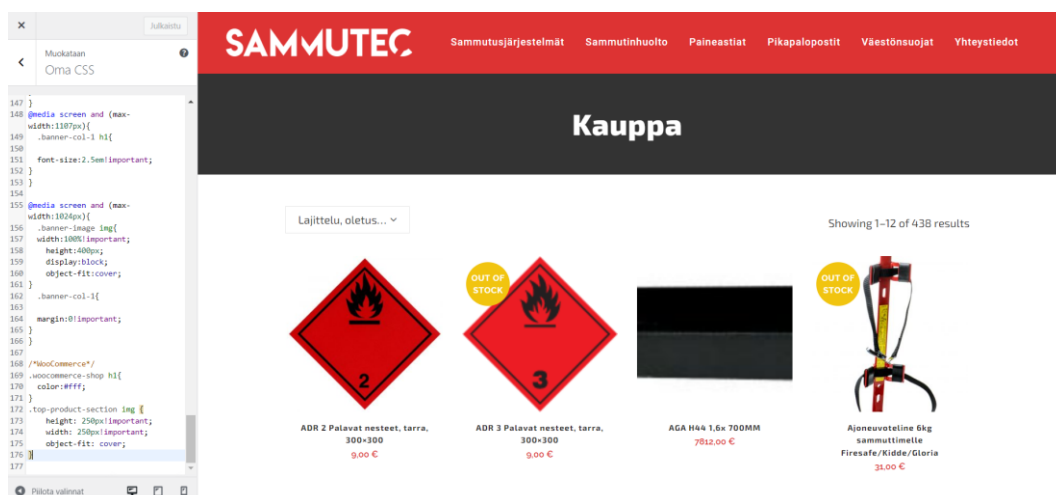 Julkaistu
Muokataan
Oma CSS
147 }
148 @media screen and (max-
width:1107px){
149 .banner-col-1 h1{
150
151 font-size:2.5em!important;
152 }
153 }
154
155 @media screen and (max-
width:1024px){
156 .banner-image img{
157 width:100%!important;
158 height:400px;
159 display:block;
160 object-fit:cover;
161 }
162 .banner-col-1{
163
164 margin:0!important;
165 }
166 }
167
168 /*WooCommerce*/
169 .woocommerce-shop h1{
170 color:#fff;
171 }
172 .top-product-section img {
173 height: 250px!important;
174 width: 250px!important;
175 object-fit: cover;
176 }
177
Piilota valinnat
SAMMUTEC
Sammutusjärjestelmät Sammutinhuolto Paineastiat Pikapalopostit Väestönsuojat Yhteystiedot
Kauppa
Lajittelu, oletus…
Showing 1–12 of 438 results
2
ADR 2 Palavat nesteet, tarra,
300×300
9,00 €
OUT OF
STOCK
3
ADR 3 Palavat nesteet, tarra,
300×300
9,00 €
AGA H44 1,6x 700MM
7812,00 €
OUT OF
STOCK
Ajoneuvoteline 6kg
sammuttimelle
Firesafe/Kidde/Gloria
31,00 €